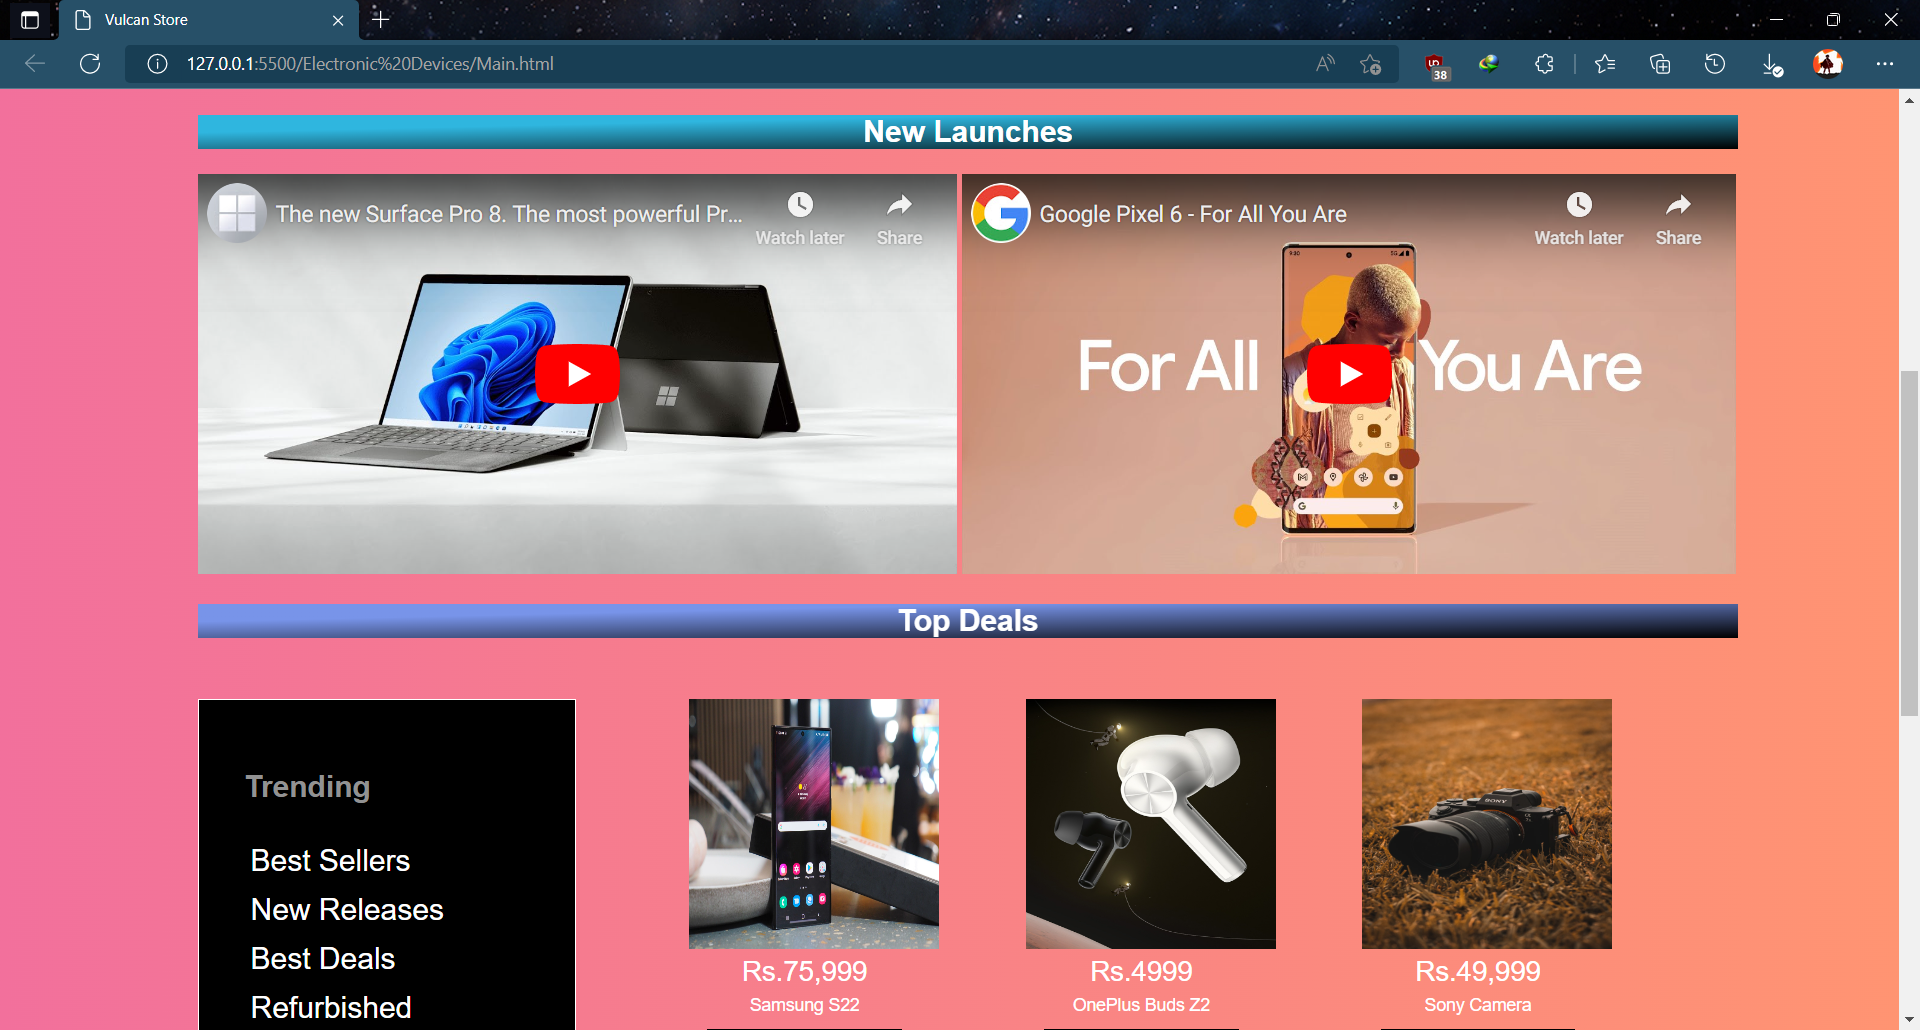 Vulcan Store
127.0.0.1:5500/Electronic%20Devices/Main.html
38
New Launches
The new Surface Pro 8. The most powerful Pr...
Watch later
Share
Google Pixel 6 - For All You Are
Watch later
Share
For All You Are
Top Deals
Trending
Best Sellers
New Releases
Best Deals
Refurbished
SONY
Rs.75,999
Samsung S22
Rs.4999
OnePlus Buds Z2
Rs.49,999
Sony Camera